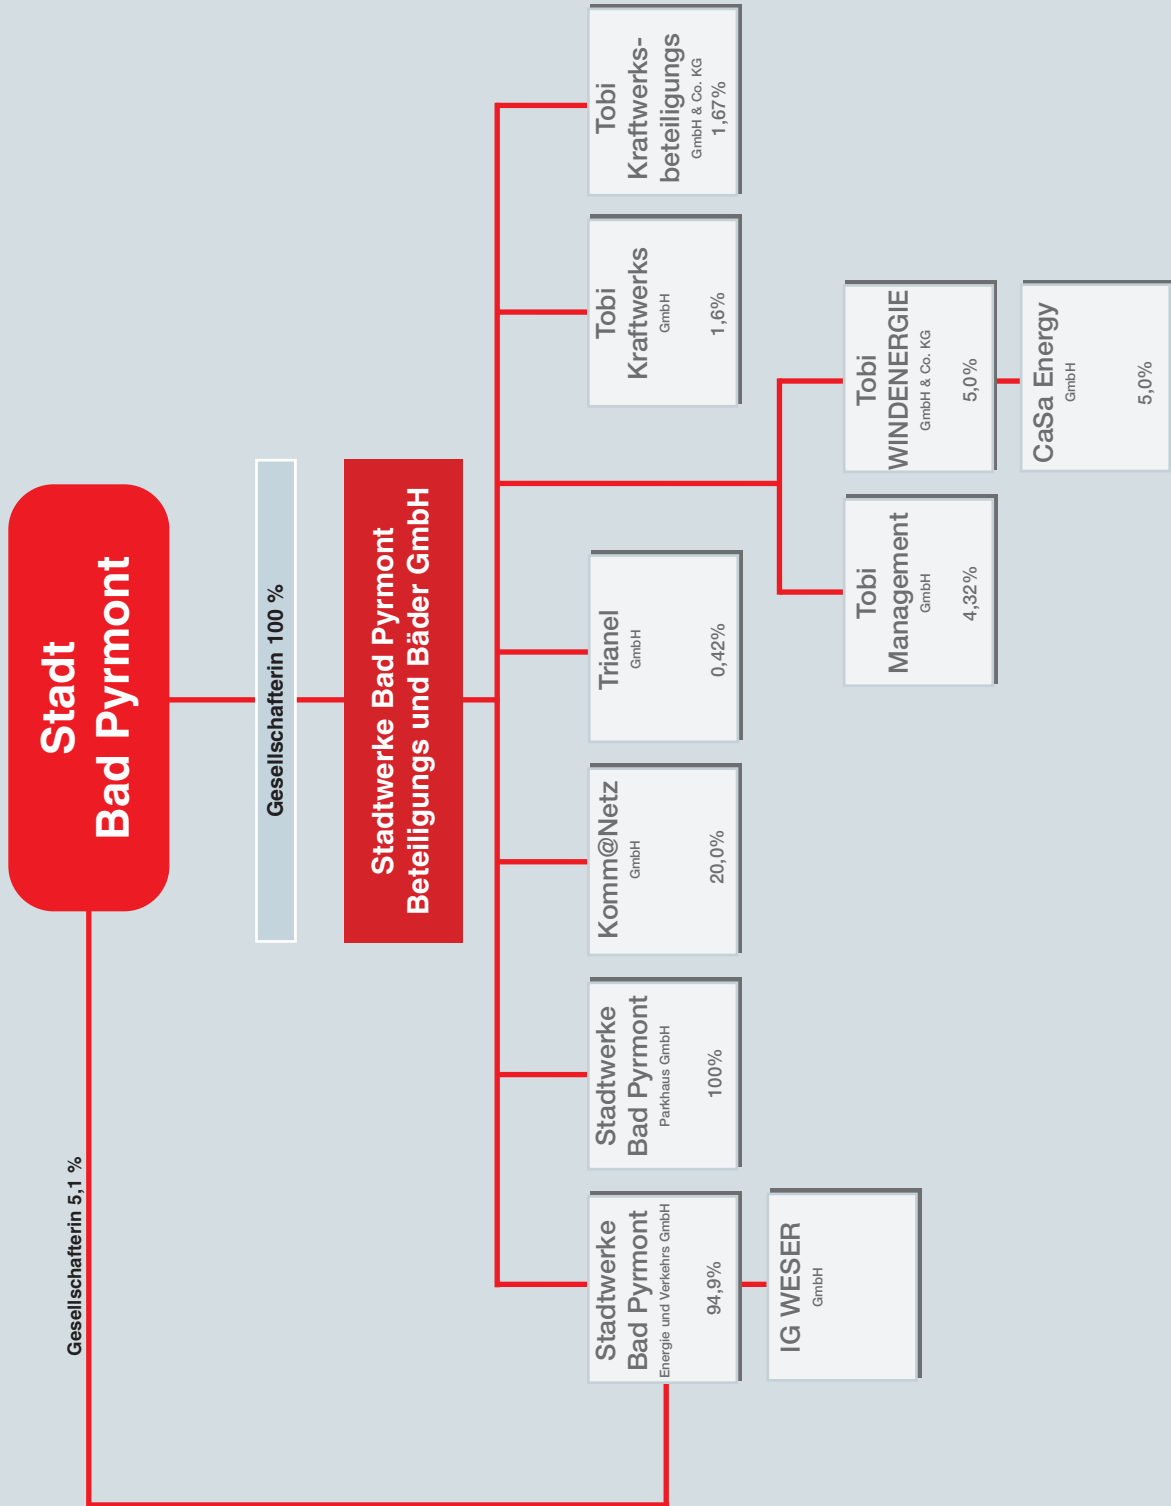 Stadt
Bad Pyrmont
Gesellschafterin 5,1 %
Gesellschafterin 100 %
Stadtwerke Bad Pyrmont
Beteiligungs und Bäder GmbH
Stadtwerke
Bad Pyrmont
Energie und Verkehrs GmbH
94,9%
Stadtwerke
Bad Pyrmont
Parkhaus GmbH
100%
Komm@Netz
GmbH
20,0%
Trianel
GmbH
0,42%
Tobi
Kraftwerks
GmbH
1,6%
Tobi
Kraftwerks-
beteiligungs
GmbH & Co. KG
1,67%
IG WESER
GmbH
Tobi
Management
GmbH
4,32%
Tobi
WINDENERGIE
GmbH & Co. KG
5,0%
CaSa Energy
GmbH
5,0%